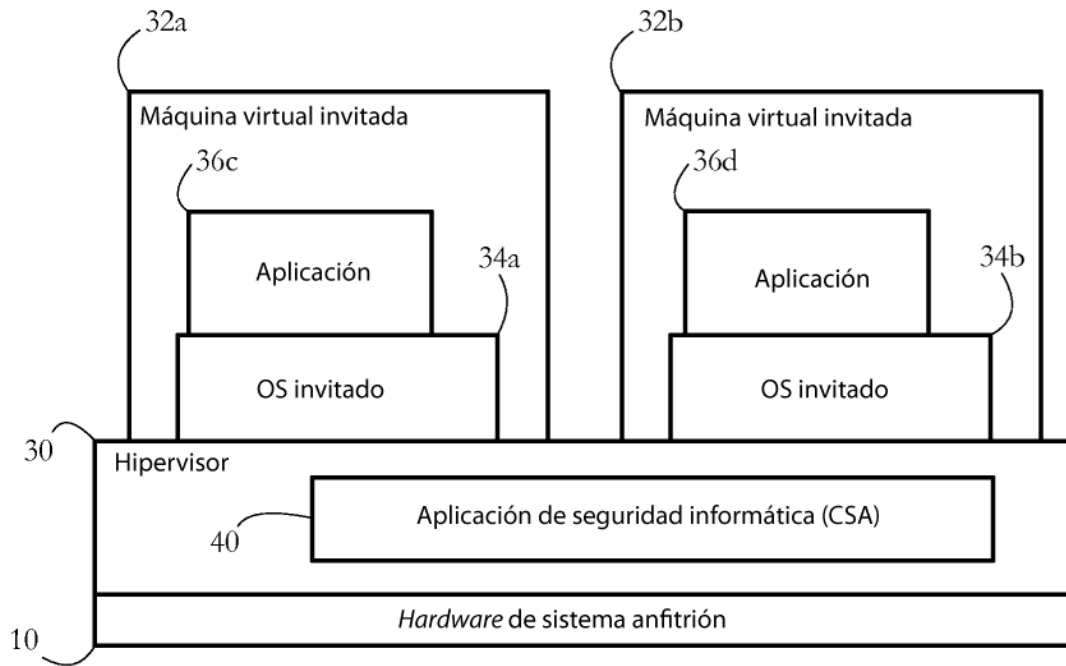 32a
32b
Máquina virtual invitada
Máquina virtual invitada
36c
36d
Aplicación
34a
Aplicación
34b
OS invitado
OS invitado
30
Hipervisor
Aplicación de seguridad informática (CSA)
40
Hardware de sistema anfitrión
10